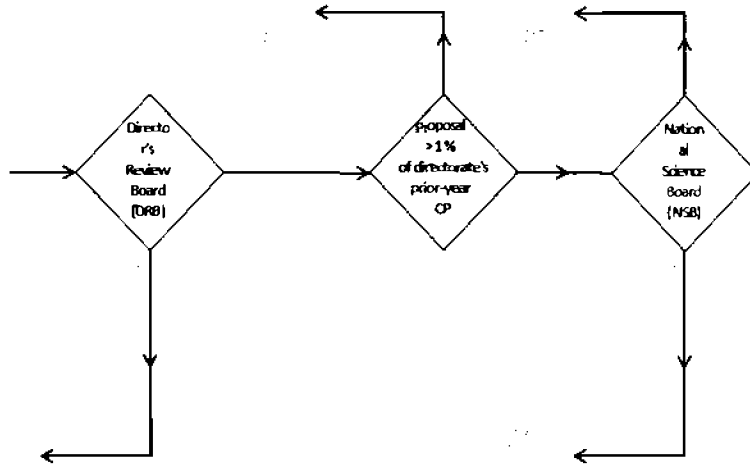 Directo
r's
Review
Board
(DRB)
Proposal
>1%
of directorate's
prior-year
CP
Nation
al
Science
Board
(NSB)